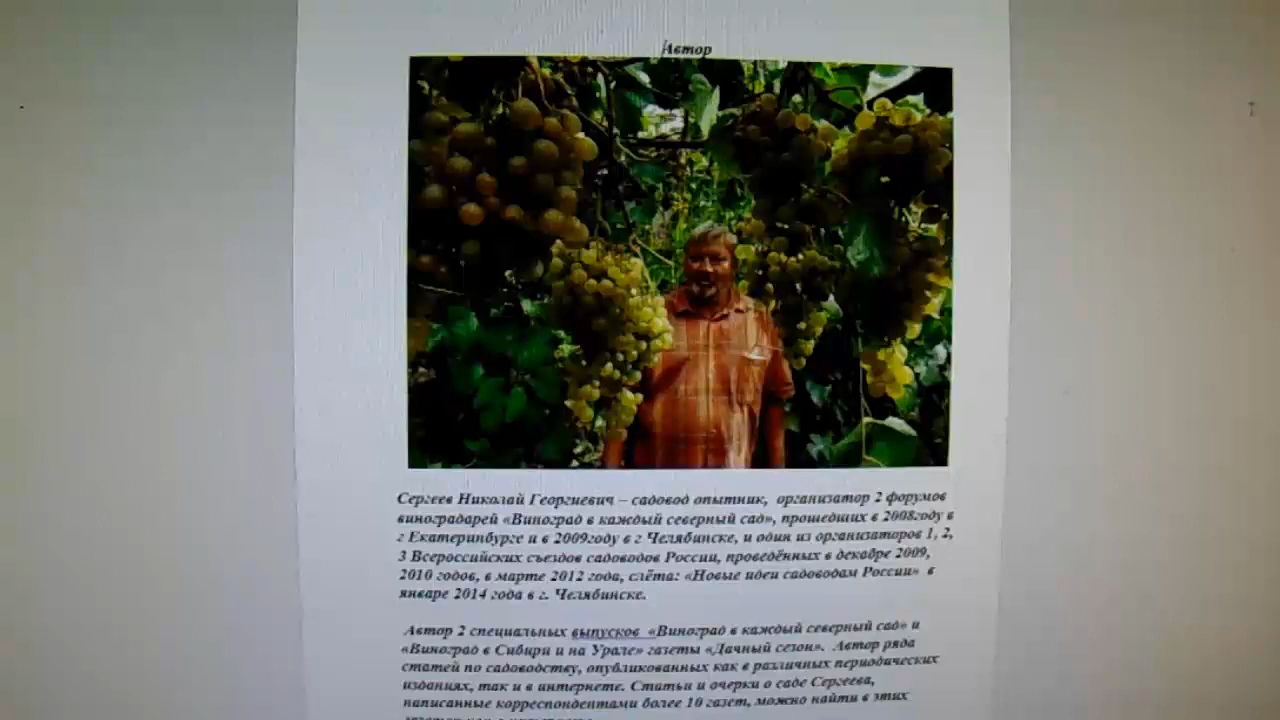 Автор
Сергеев Николай Георгиевич – садовод опытник, организатор 2 форумов
виноградарей «Виноград в каждый северный сад», прошедших в 2008году в
г Екатеринбурге и в 2009году в г Челябинске, и один из организаторов 1, 2,
3 Всероссийских съездов садоводов России, проведённых в декабре 2009,
2010 годов, в марте 2012 года, слёта: «Новые идеи садоводам России» в
январе 2014 года в г. Челябинске.
Автор 2 специальных выпусков «Виноград в каждый северный сад» и
«Виноград в Сибири и на Урале» газеты «Дачный сезон». Автор ряда
статей по садоводству, опубликованных как в различных периодических
изданиях, так и в интернете. Статьи и очерки о саде Сергеева,
написанные корреспондентами более 10 газет, можно найти в этих